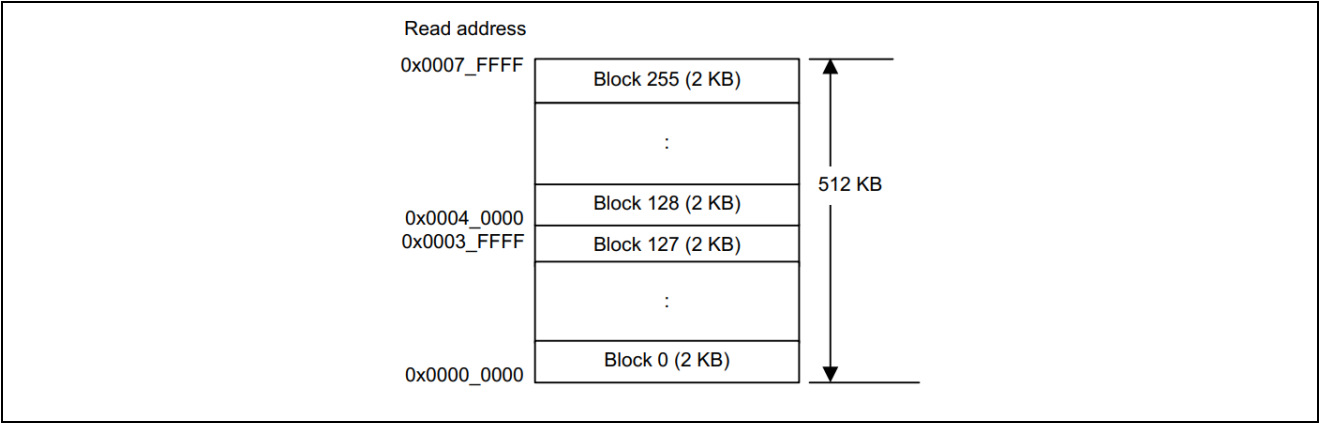 Read address
0x0007_FFFF
Block 255 (2 KB)
:
512 KB
Block 128 (2 KB)
0x0004_0000
0x0003_FFFF
Block 127 (2 KB)
:
Block 0 (2 KB)
0x0000_0000